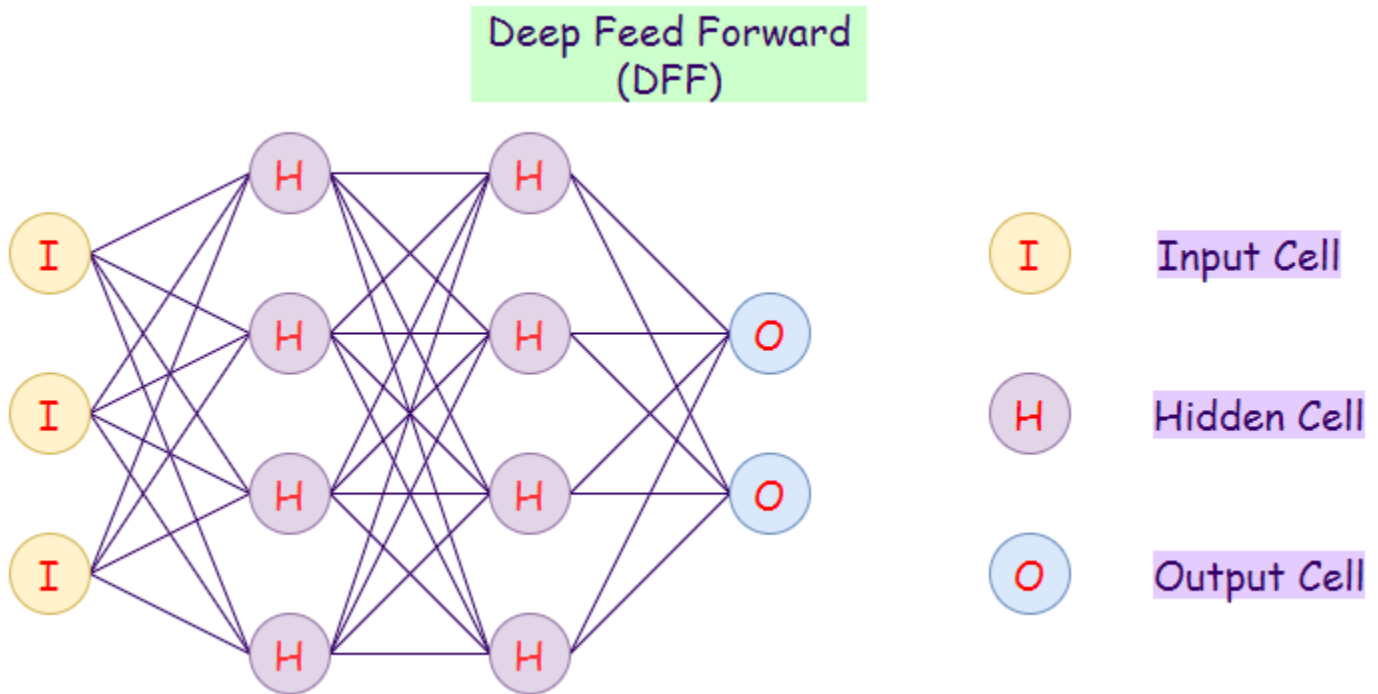 Deep Feed Forward
(DFF)
H H
I I Input Cell
H H O
I H Hidden Cell
H H O
I O Output Cell
H H